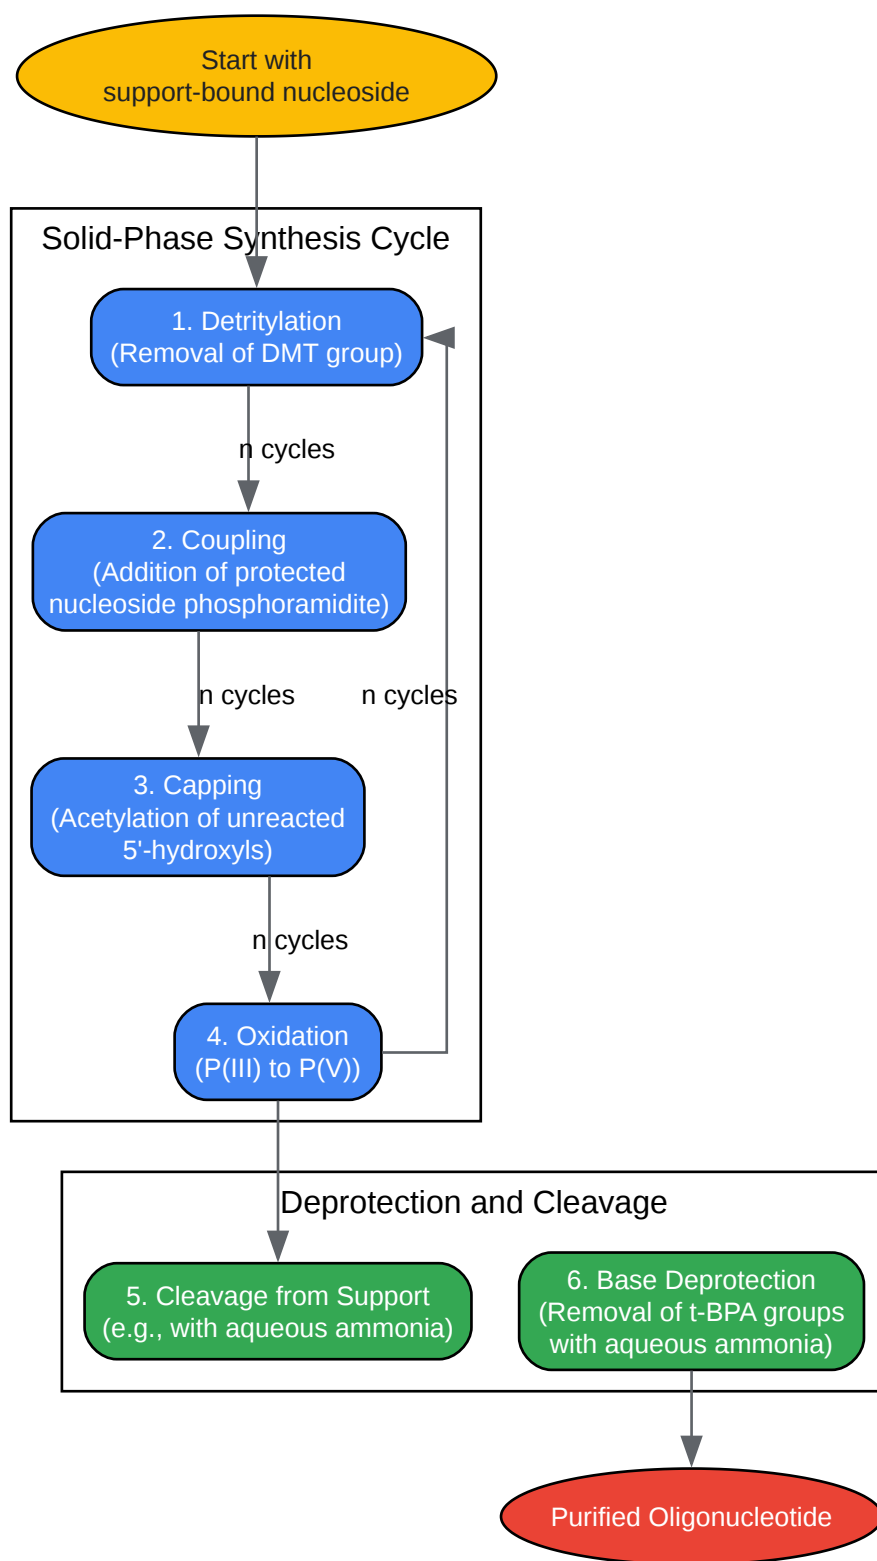 Start with
support-bound nucleoside
Solid-Phase Synthesis Cycle
1. Detritylation
(Removal of DMT group)
n cycles
2. Coupling
(Addition of protected
nucleoside phosphoramidite)
n cycles
n cycles
3. Capping
(Acetylation of unreacted
5'-hydroxyls)
n cycles
4. Oxidation
(P(III) to P(V))
Deprotection and Cleavage
5. Cleavage from Support
(e.g., with aqueous ammonia)
6. Base Deprotection
(Removal of t-BPA groups
with aqueous ammonia)
Purified Oligonucleotide